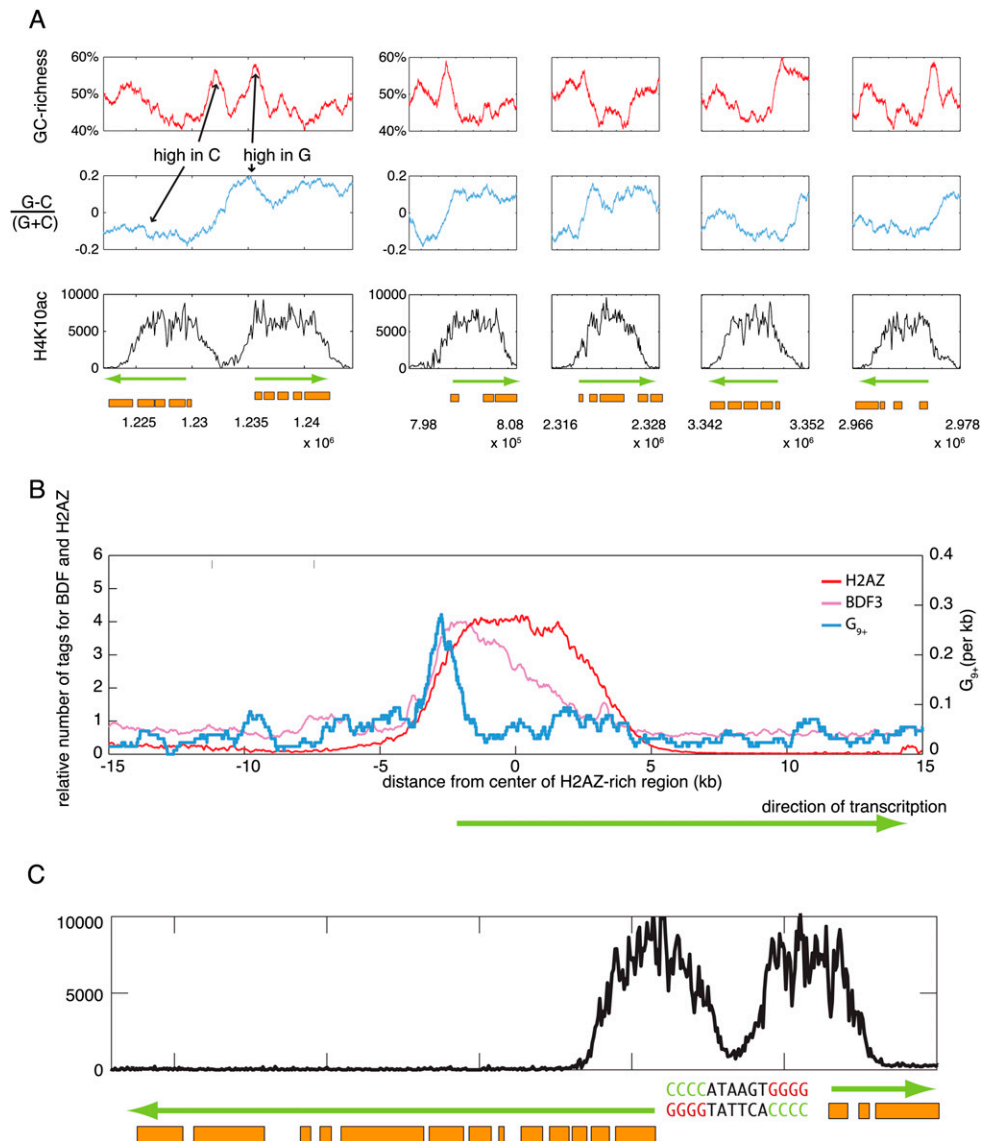 A
GC-richness
60%
50%
40%
60%
50%
40%
high in C
high in G
G-C
(G+C)
0.2
0
-0.2
0.2
0
-0.2
H4K10ac
10000
5000
0
10000
5000
0
1.225 1.23 1.235 1.24
x 10⁶
7.98 8.08
x 10⁵
2.316 2.328
x 10⁶
3.342 3.352
x 10⁶
2.966 2.978
x 10⁶
B
relative number of tags for BDF and H2AZ
6
5
4
3
2
1
0
H2AZ
BDF3
G₉₊
0.4
0.3
0.2
0.1
0
G₉₊(per kb)
-15 -10 -5 0 5 10 15
distance from center of H2AZ-rich region (kb)
direction of transcritption
C
10000
5000
0
CCCCATAAGTGGGG
GGGGTATTCACCCC